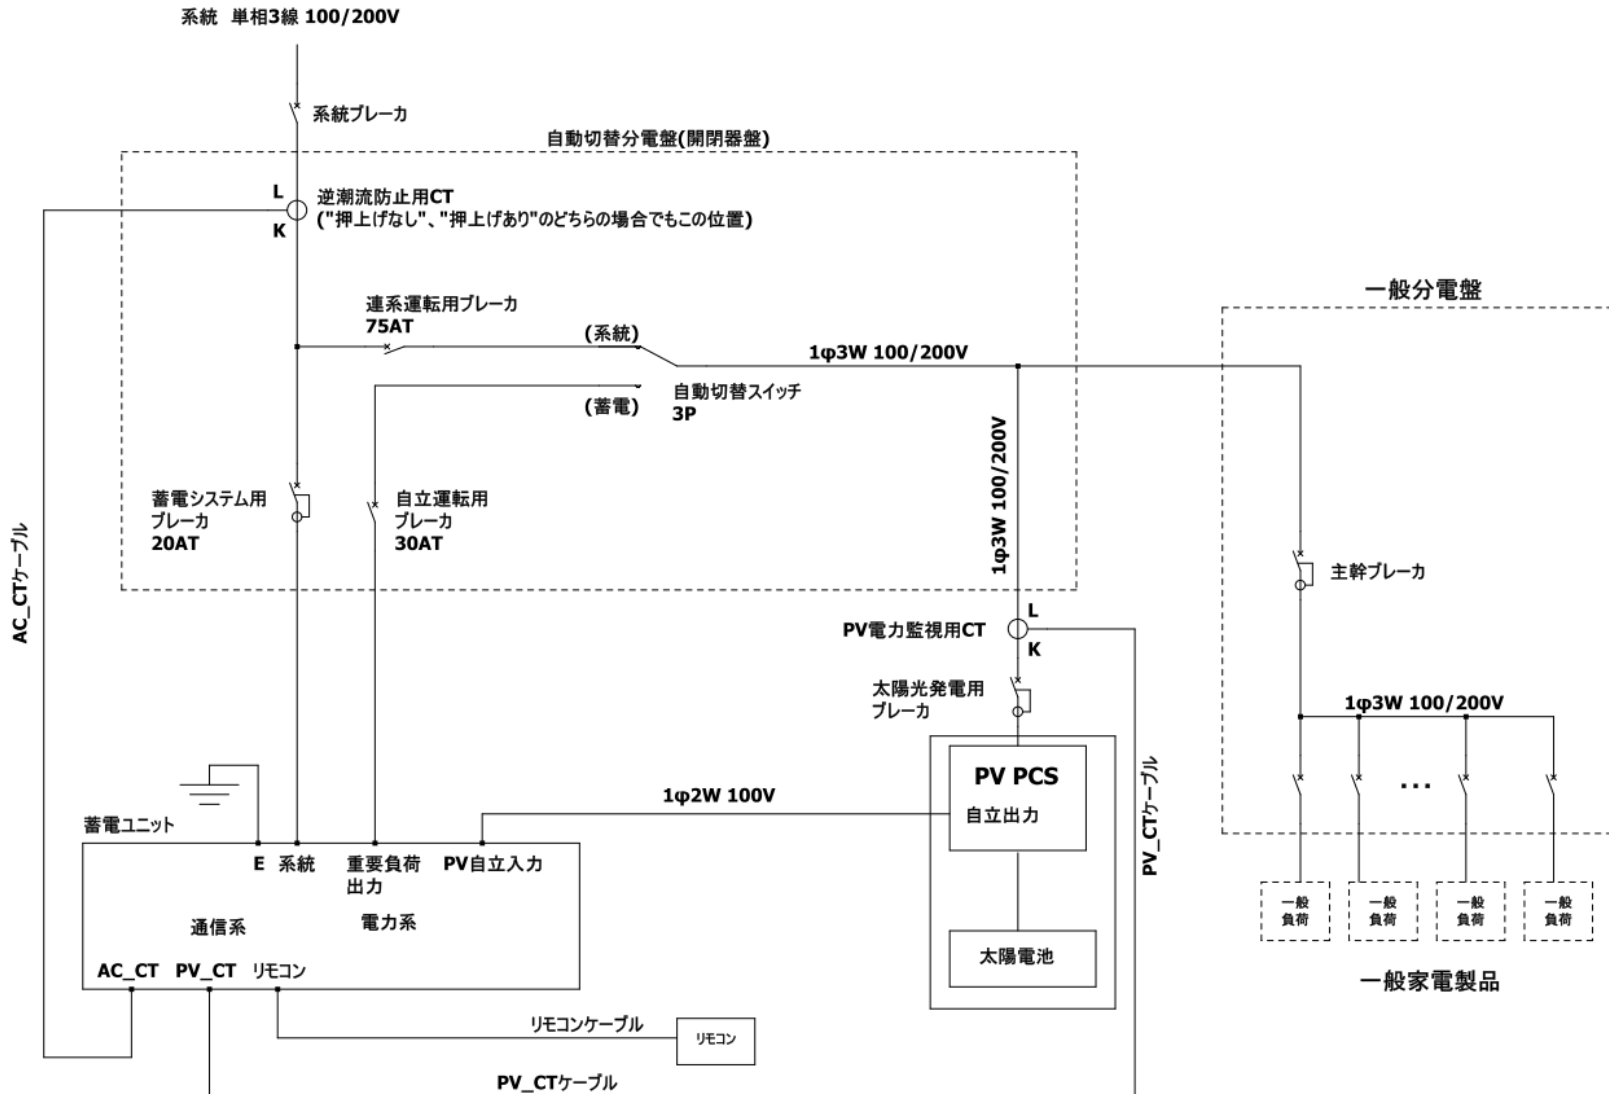 系統 単相3線 100/200V
系統ブレーカ
自動切替分電盤(開閉器盤)
L
K
逆潮流防止用CT
("押上げなし"、"押上げあり"のどちらの場合でもこの位置)
連系運転用ブレーカ
75AT
(系統)
1φ3W 100/200V
(蓄電)
自動切替スイッチ
3P
一般分電盤
蓄電システム用
ブレーカ
20AT
自立運転用
ブレーカ
30AT
1φ3W 100/200V
AC_CTケーブル
主幹ブレーカ
PV電力監視用CT
L
K
太陽光発電用
ブレーカ
1φ3W 100/200V
...
PV PCS
自立出力
1φ2W 100V
PV_CTケーブル
蓄電ユニット
E
系統
重要負荷
出力
PV自立入力
通信系
電力系
AC_CT
PV_CT
リモコン
太陽電池
一般
負荷
一般
負荷
一般
負荷
一般
負荷
一般家電製品
リモコンケーブル
リモコン
PV_CTケーブル